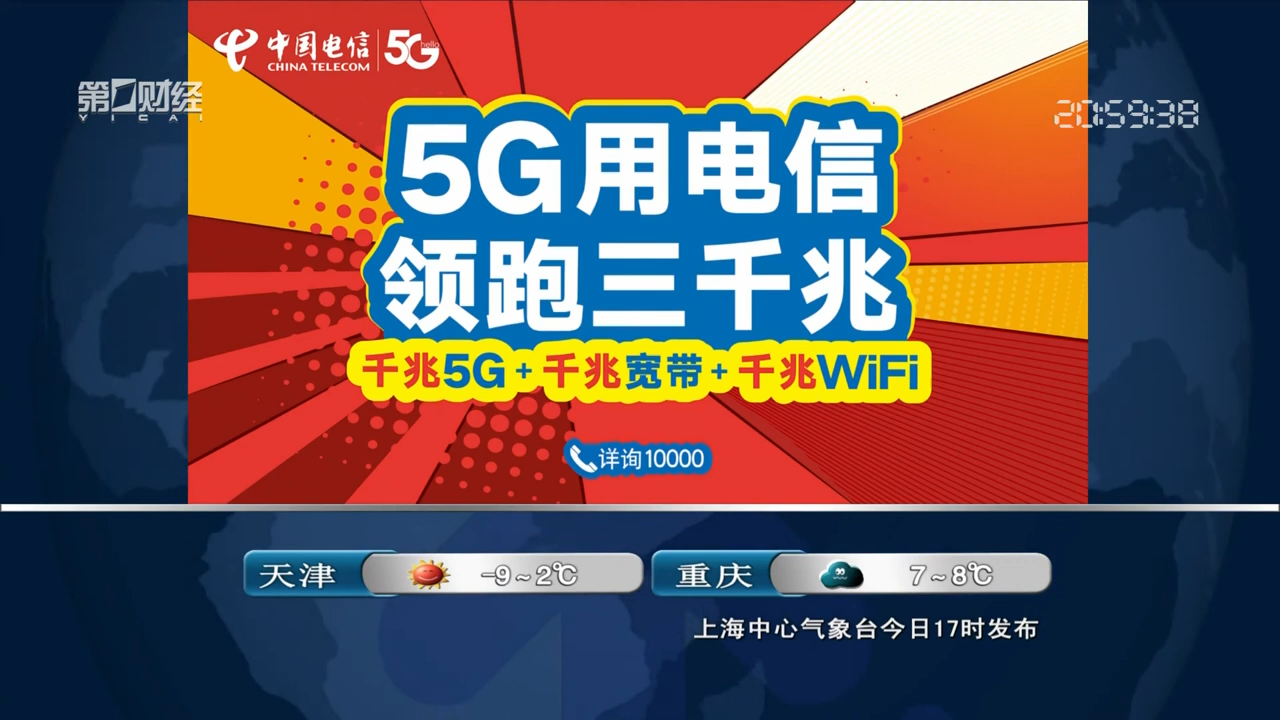 中国电信
CHINA TELECOM
5G
hello
第一财经
YICAI
20:59:38
5G用电信
领跑三千兆
千兆5G+千兆宽带+千兆WiFi
详询10000
天津
-9~2℃
重庆
7~8℃
上海中心气象台今日17时发布